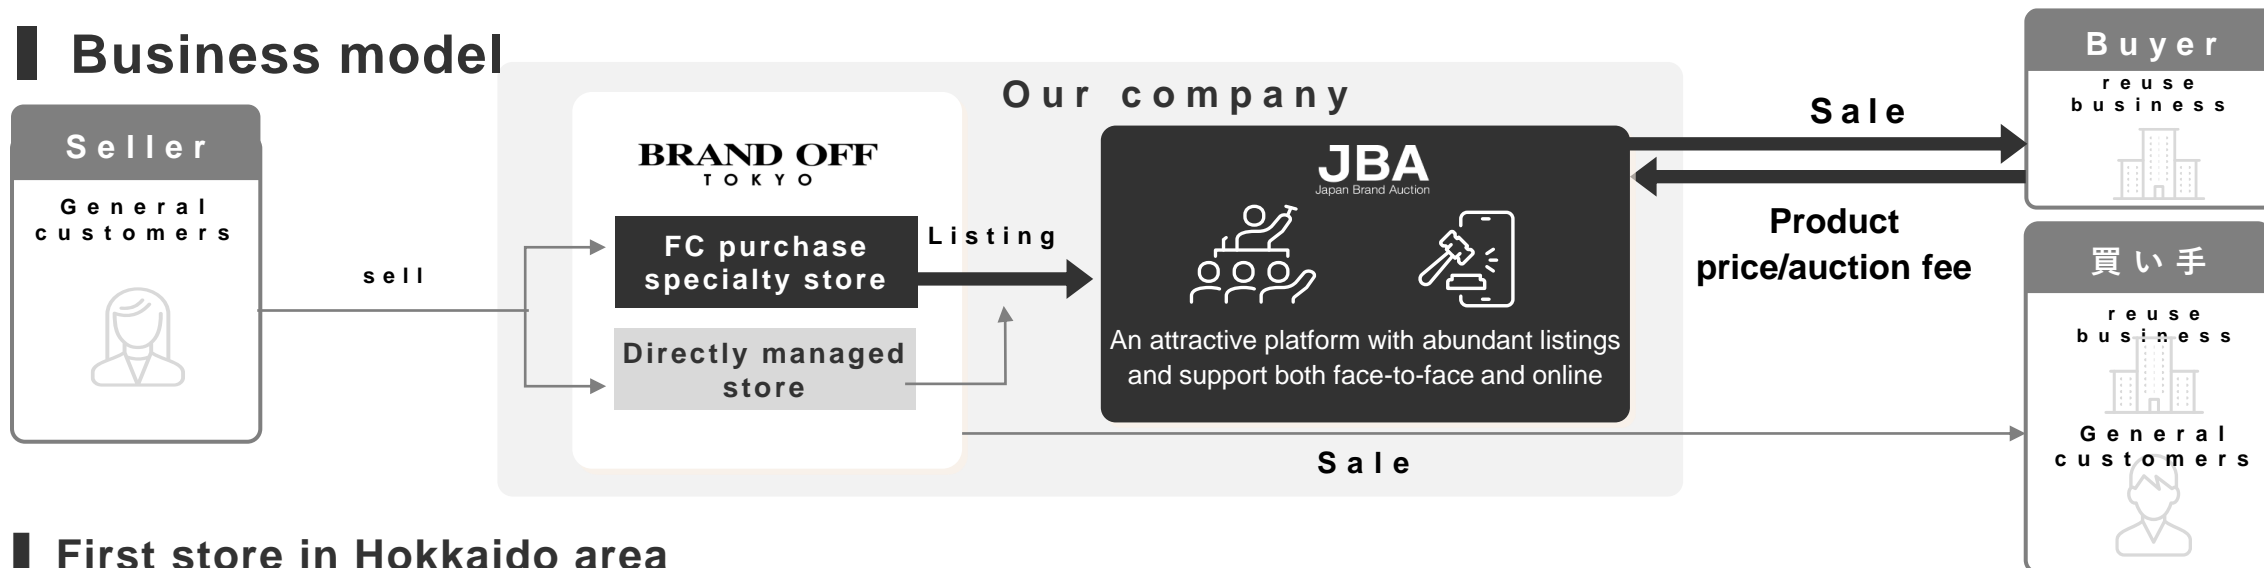 Business model
Seller
General
customers
sell
Our company
BRAND OFF
TOKYO
FC purchase
specialty store
Directly managed
store
Listing
JBA
Japan Brand Auction
An attractive platform with abundant listings
and support both face-to-face and online
Sale
Product
price/auction fee
Sale
Buyer
reuse
business
買い手
reuse
business
General
customers
First store in Hokkaido area